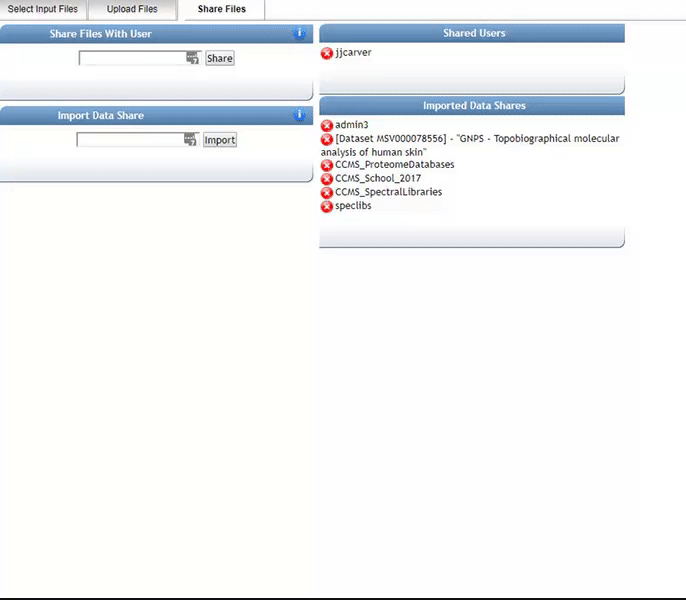 Select Input Files
Upload Files
Share Files
Share Files With User
Share
Import Data Share
Import
Shared Users
jjcarver
Imported Data Shares
admin3
[Dataset MSV000078556] - "GNPS - Topobiographical molecular
analysis of human skin"
CCMS_ProteomeDatabases
CCMS_School_2017
CCMS_SpectralLibraries
speclibs